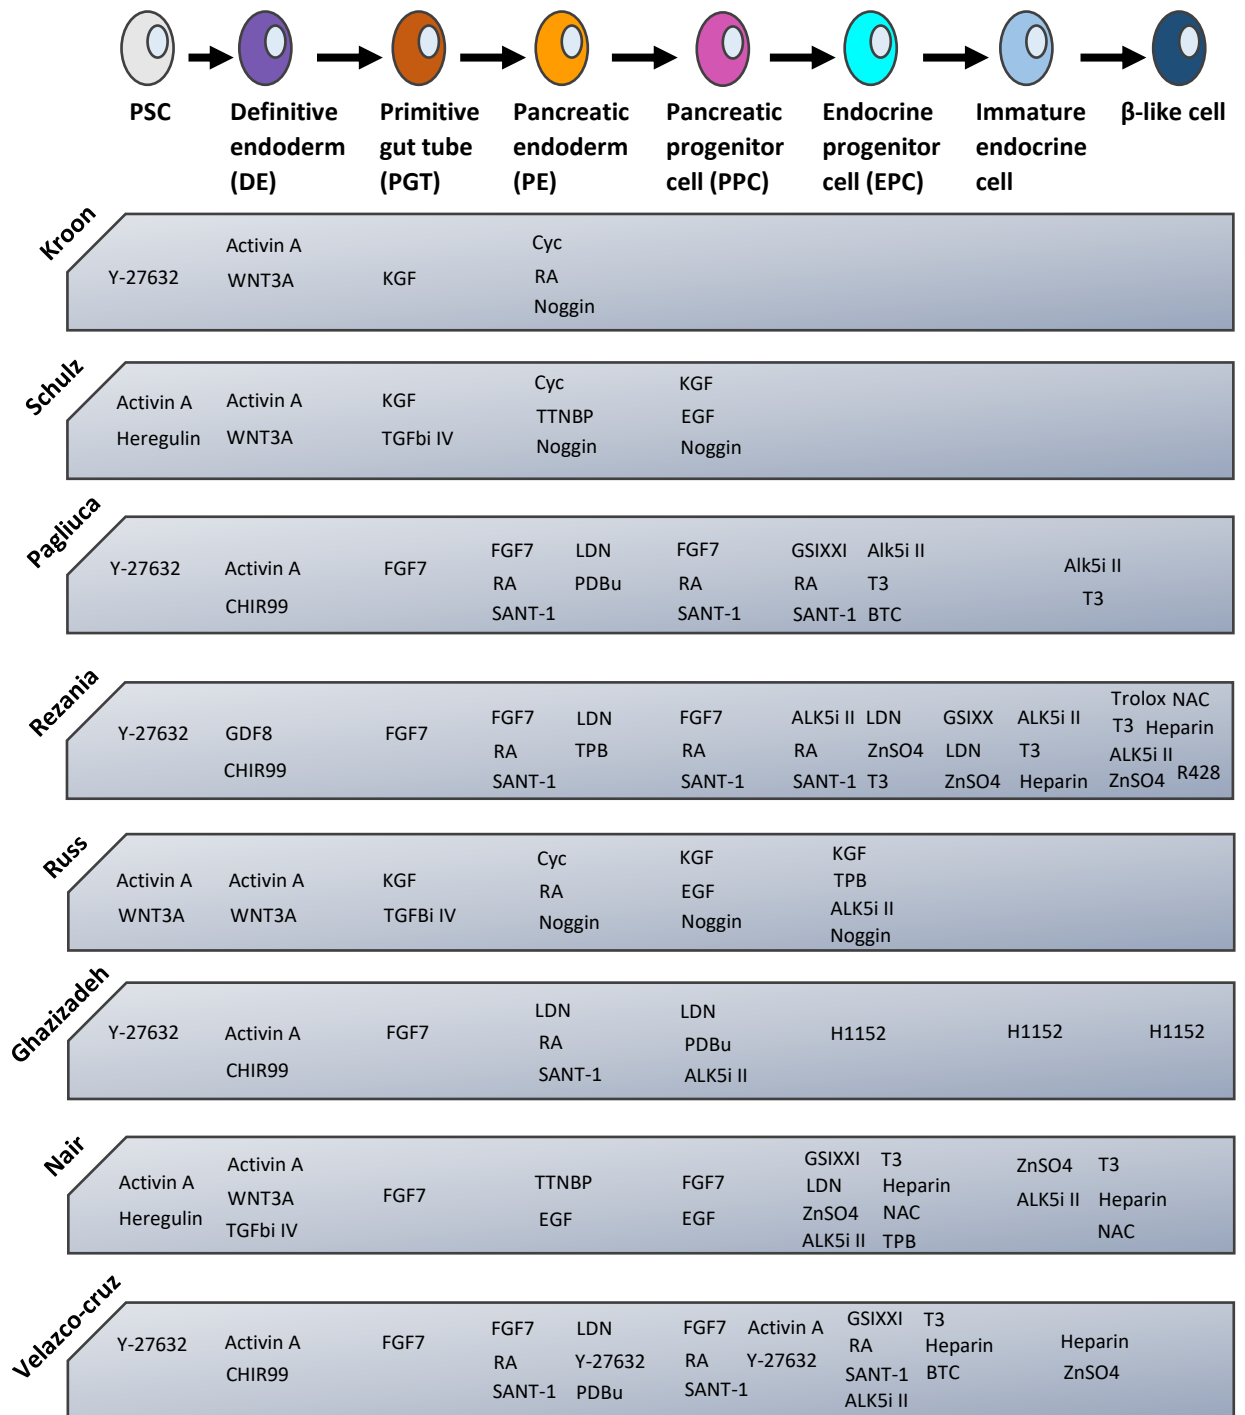 PSC
Definitive
endoderm
(DE)
Primitive
gut tube
(PGT)
Pancreatic
endoderm
(PE)
Pancreatic
progenitor
cell (PPC)
Endocrine
progenitor
cell (EPC)
Immature
endocrine
cell
β-like cell
Kroon
Y-27632
Activin A
WNT3A
KGF
Cyc
RA
Noggin
Schulz
Activin A
Heregulin
Activin A
WNT3A
KGF
TGFbi IV
Cyc
TTNBP
Noggin
KGF
EGF
Noggin
Pagliuca
Y-27632
Activin A
CHIR99
FGF7
FGF7
RA
SANT-1
LDN
PDBu
FGF7
RA
SANT-1
GSIXXI
RA
SANT-1
Alk5i II
T3
BTC
Alk5i II
T3
Rezania
Y-27632
GDF8
CHIR99
FGF7
FGF7
RA
SANT-1
LDN
TPB
FGF7
RA
SANT-1
ALK5i II
RA
SANT-1
LDN
ZnSO4
T3
GSIXX
LDN
ZnSO4
ALK5i II
T3
Heparin
Trolox NAC
T3 Heparin
ALK5i II
ZnSO4 R428
Russ
Activin A
WNT3A
Activin A
WNT3A
KGF
TGFBi IV
Cyc
RA
Noggin
KGF
EGF
Noggin
KGF
TPB
ALK5i II
Noggin
Ghazizadeh
Y-27632
Activin A
CHIR99
FGF7
LDN
RA
SANT-1
LDN
PDBu
ALK5i II
H1152
H1152
H1152
Nair
Activin A
Heregulin
Activin A
WNT3A
TGFbi IV
FGF7
TTNBP
EGF
FGF7
EGF
GSIXXI
LDN
ZnSO4
ALK5i II
T3
Heparin
NAC
TPB
ZnSO4
ALK5i II
T3
Heparin
NAC
Velazco-cruz
Y-27632
Activin A
CHIR99
FGF7
FGF7
RA
SANT-1
LDN
Y-27632
PDBu
FGF7
RA
SANT-1
Activin A
Y-27632
GSIXXI
RA
SANT-1
ALK5i II
T3
Heparin
BTC
Heparin
ZnSO4